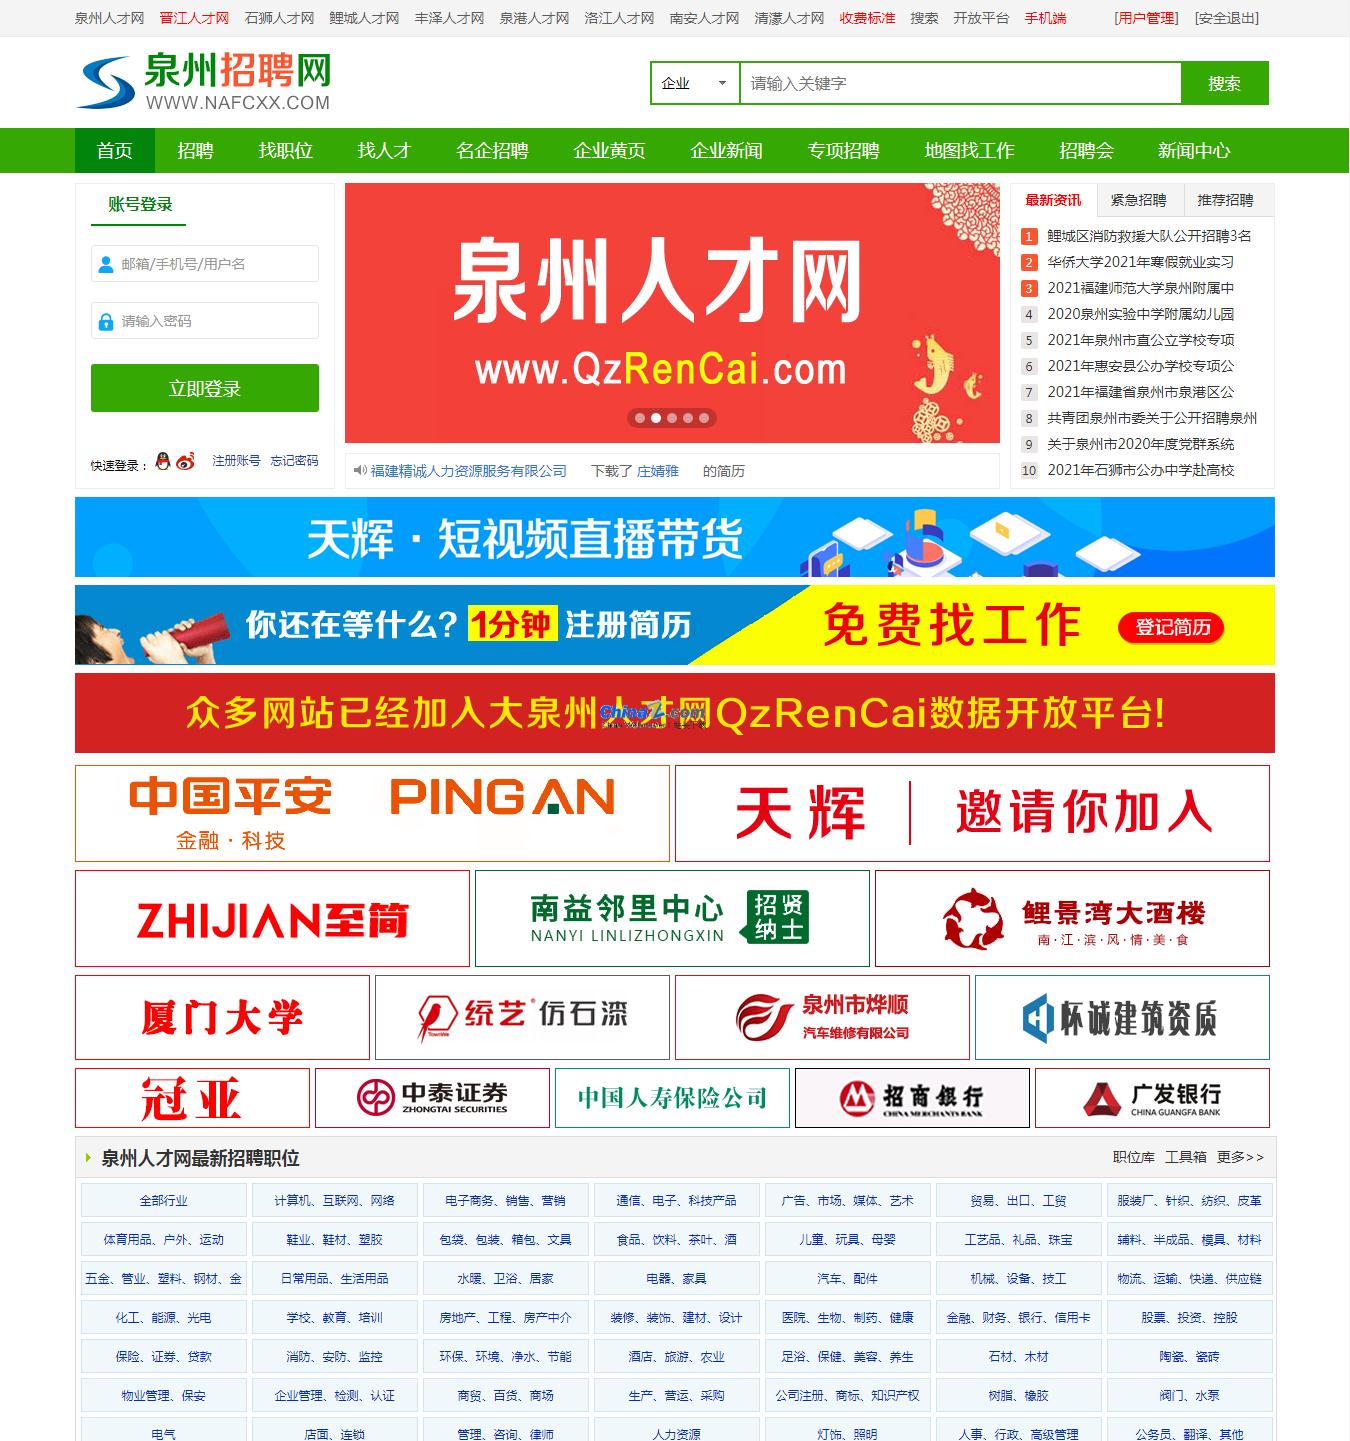 泉州人才网 晋江人才网 石狮人才网 鲤城人才网 丰泽人才网 泉港人才网 洛江人才网 南安人才网 清濛人才网 收费标准 搜索 开放平台 手机端 [用户管理] [安全退出]
泉州招聘网
WWW.NAFCXX.COM
企业 请输入关键字 搜索
首页 招聘 找职位 找人才 名企招聘 企业黄页 企业新闻 专项招聘 地图找工作 招聘会 新闻中心
账号登录
邮箱/手机号/用户名
请输入密码
立即登录
快速登录： 注册账号 忘记密码
泉州人才网
www.QzRenCai.com
福建精诚人力资源服务有限公司 下载了 庄婧雅 的简历
最新资讯 紧急招聘 推荐招聘
1 鲤城区消防救援大队公开招聘3名
2 华侨大学2021年寒假就业实习
3 2021福建师范大学泉州附属中
4 2020泉州实验中学附属幼儿园
5 2021年泉州市直公立学校专项
6 2021年惠安县公办学校专项公
7 2021年福建省泉州市泉港区公
8 共青团泉州市委关于公开招聘泉州
9 关于泉州市2020年度党群系统
10 2021年石狮市公办中学赴高校
天辉·短视频直播带货
你还在等什么? 1分钟 注册简历 免费找工作 登记简历
众多网站已经加入大泉州人才网QzRenCai数据开放平台!
ChinaZ.com
中国平安 PINGAN
金融·科技
天辉 邀请你加入
ZHIJIAN至简
南益邻里中心 招贤纳士
NANYI LINLIZHONGXIN
鲤景湾大酒楼
南·江·滨·风·情·美·食
厦门大学
统艺 仿石漆
泉州市烨顺
汽车维修有限公司
怀诚建筑资质
冠亚
中泰证券
ZHONGTAI SECURITIES
中国人寿保险公司
招商银行
CHINA MERCHANTS BANK
广发银行
CHINA GUANGFA BANK
泉州人才网最新招聘职位 职位库 工具箱 更多>>
全部行业 计算机、互联网、网络 电子商务、销售、营销 通信、电子、科技产品 广告、市场、媒体、艺术 贸易、出口、工贸 服装厂、针织、纺织、皮革
体育用品、户外、运动 鞋业、鞋材、塑胶 包袋、包装、箱包、文具 食品、饮料、茶叶、酒 儿童、玩具、母婴 工艺品、礼品、珠宝 辅料、半成品、模具、材料
五金、管业、塑料、钢材、金 日常用品、生活用品 水暖、卫浴、居家 电器、家具 汽车、配件 机械、设备、技工 物流、运输、快递、供应链
化工、能源、光电 学校、教育、培训 房地产、工程、房产中介 装修、装饰、建材、设计 医院、生物、制药、健康 金融、财务、银行、信用卡 股票、投资、控股
保险、证券、贷款 消防、安防、监控 环保、环境、净水、节能 酒店、旅游、农业 足浴、保健、美容、养生 石材、木材 陶瓷、瓷砖
物业管理、保安 企业管理、检测、认证 商贸、百货、商场 生产、营运、采购 公司注册、商标、知识产权 树脂、橡胶 阀门、水泵
电气 店面、连锁 管理、咨询、律师 人力资源 灯饰、照明 人事、行政、高级管理 公务员、翻译、其他